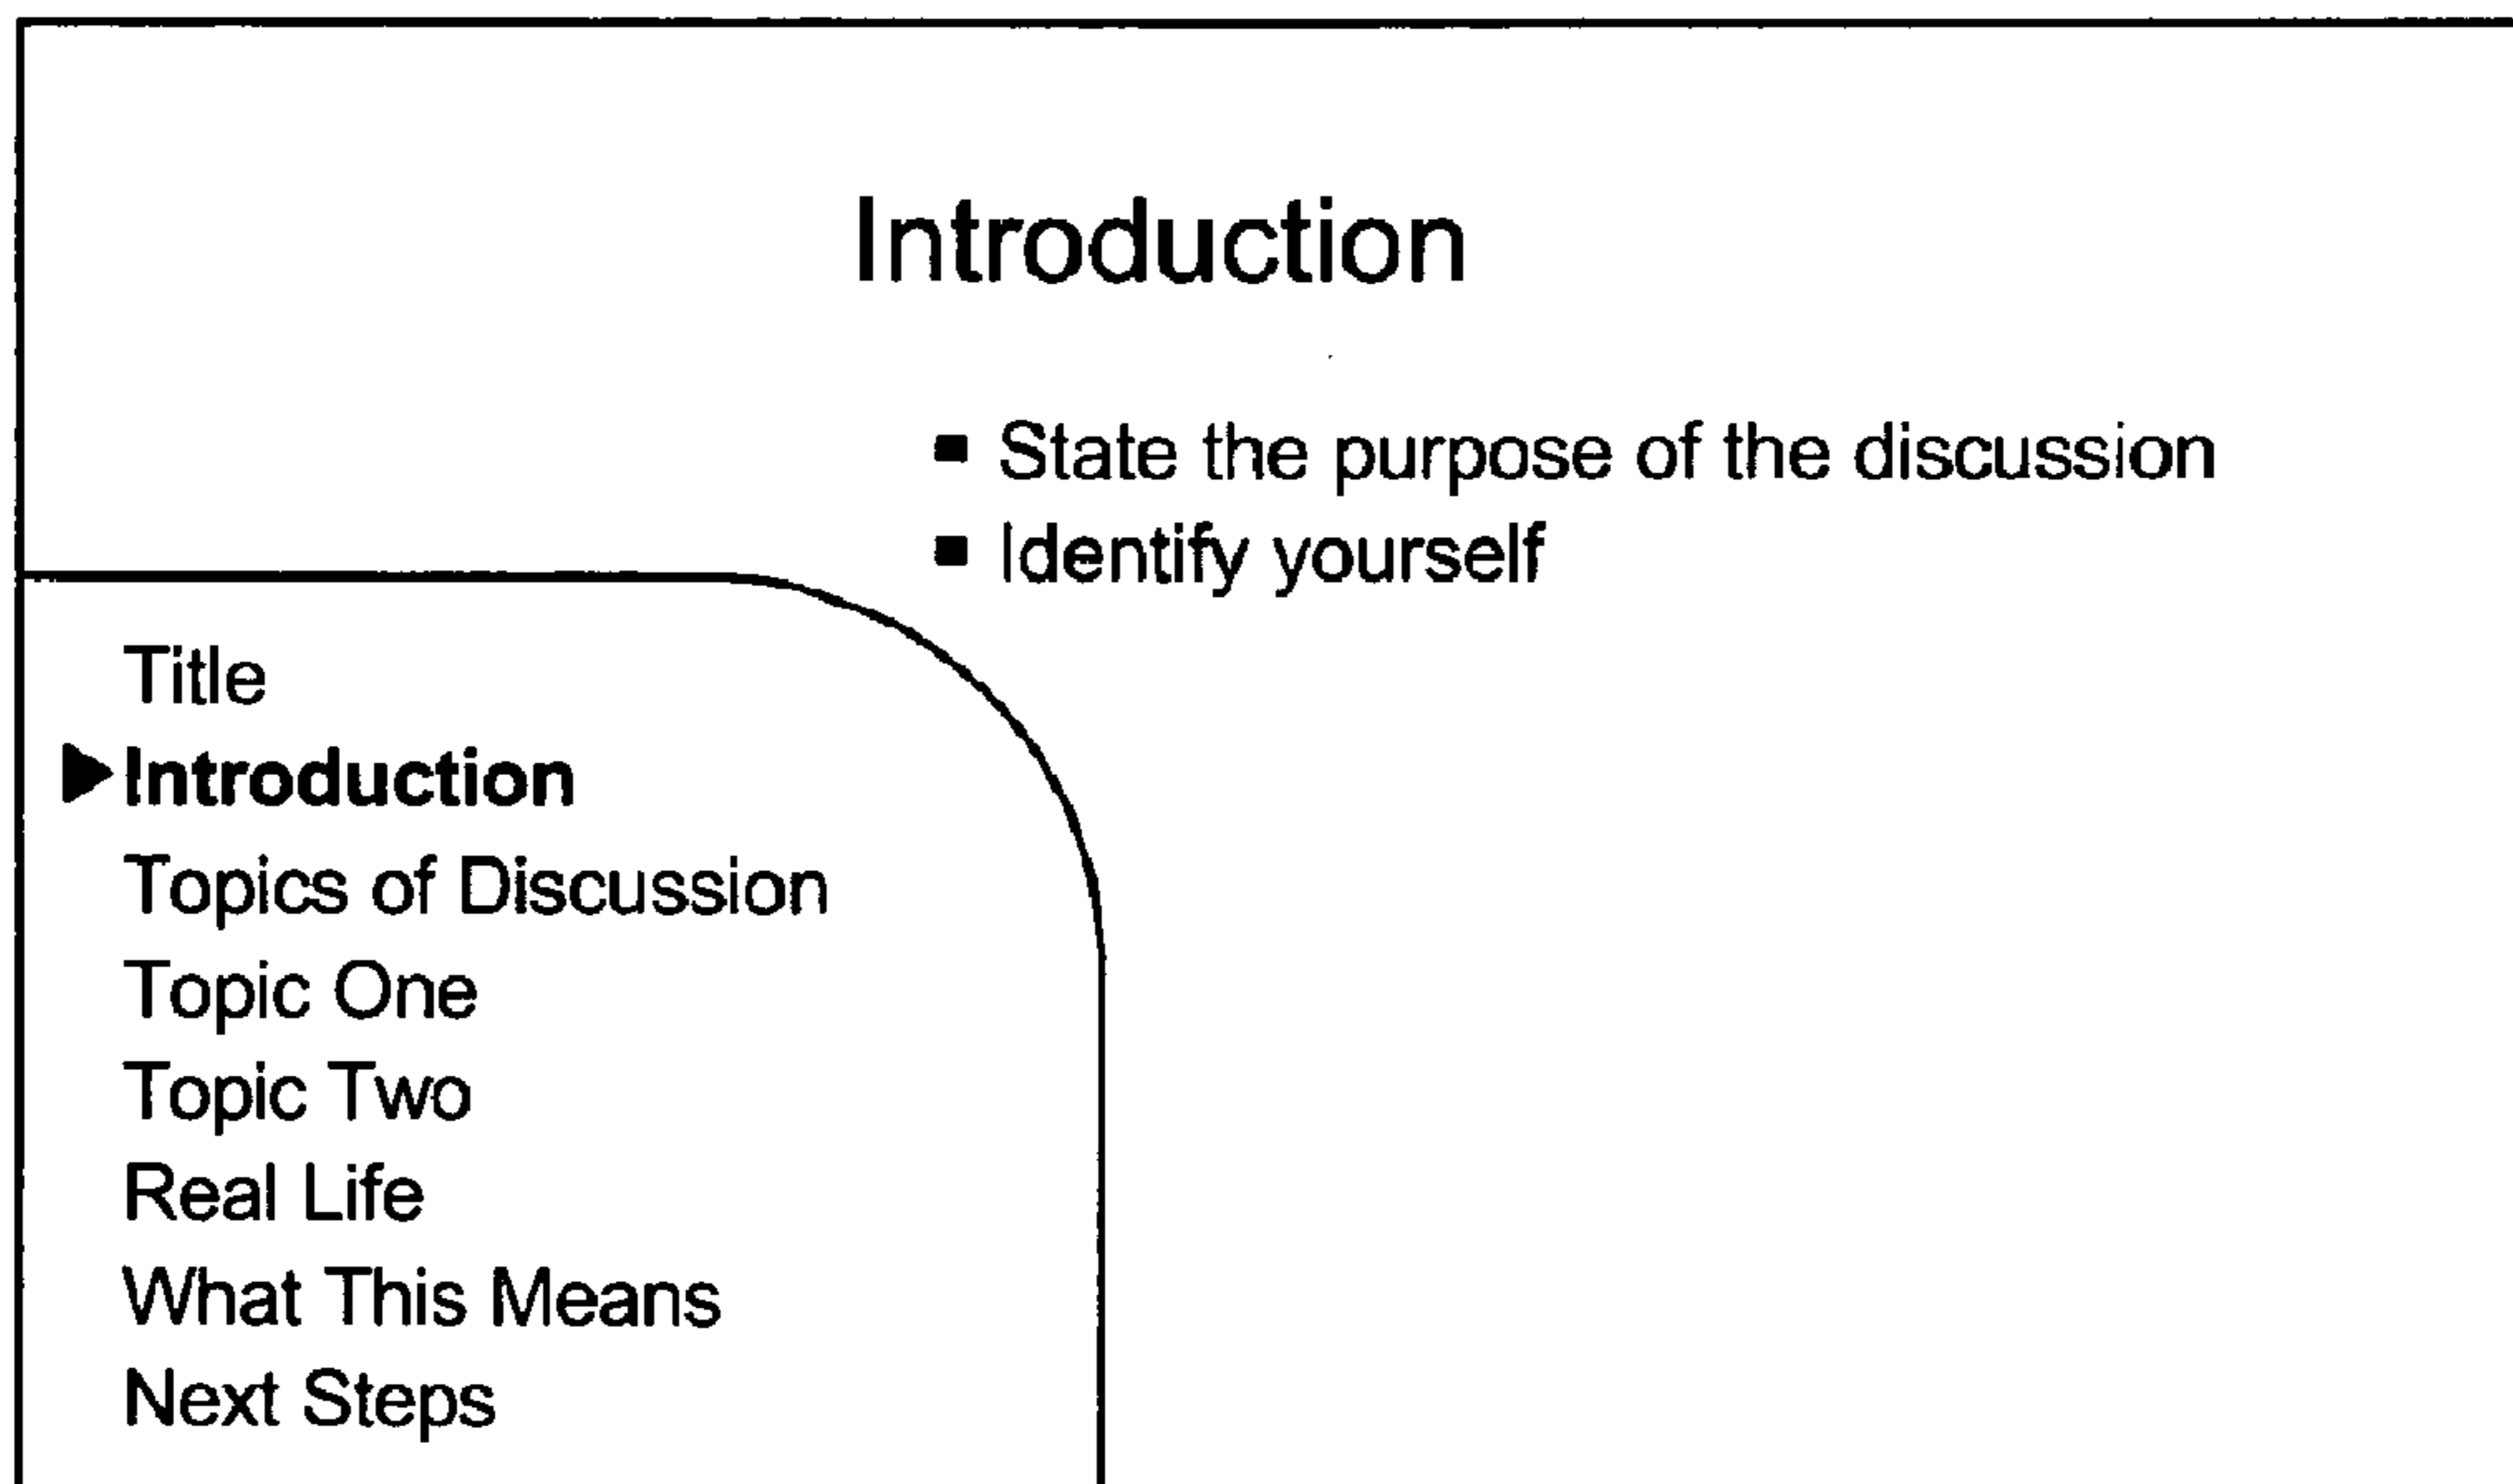 Introduction
State the purpose of the discussion
Identify yourself
Title
Introduction
Topics of Discussion
Topic One
Topic Two
Real Life
What This Means
Next Steps